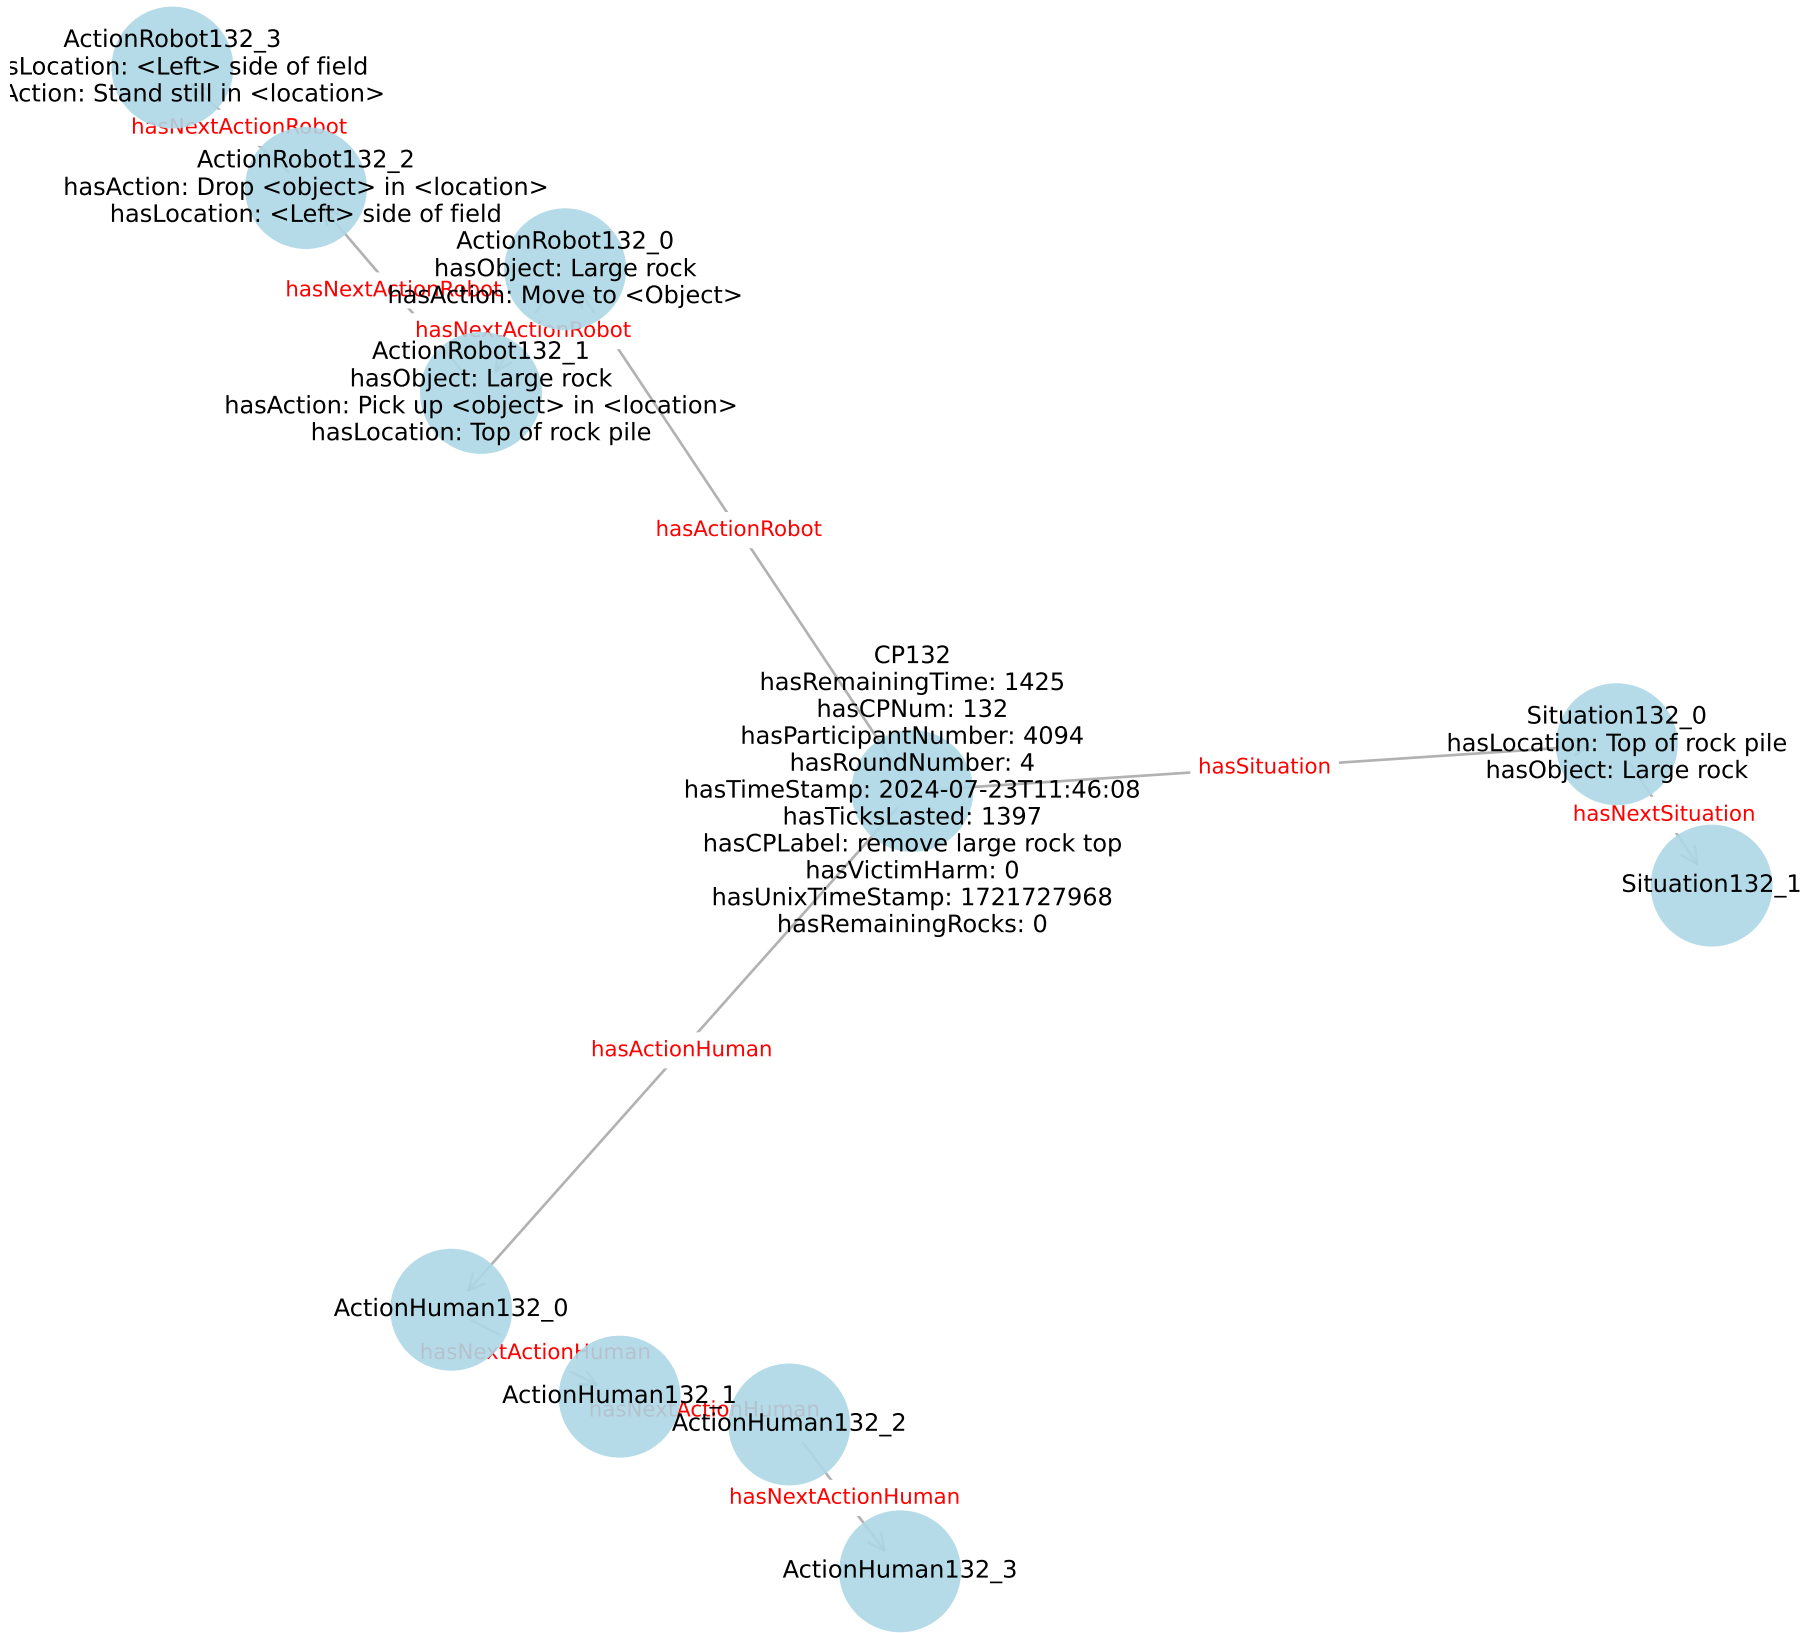 ActionRobot132_3
sLocation: <Left> side of field
Action: Stand still in <location>
hasNextActionRobot
ActionRobot132_2
hasAction: Drop <object> in <location>
hasLocation: <Left> side of field
ActionRobot132_0
hasObject: Large rock
hasAction: Move to <Object>
hasNextActionRobot
hasNextActionRobot
ActionRobot132_1
hasObject: Large rock
hasAction: Pick up <object> in <location>
hasLocation: Top of rock pile
hasActionRobot
CP132
hasRemainingTime: 1425
hasCPNum: 132
hasParticipantNumber: 4094
hasRoundNumber: 4
hasTimeStamp: 2024-07-23T11:46:08
hasTicksLasted: 1397
hasCPLabel: remove large rock top
hasVictimHarm: 0
hasUnixTimeStamp: 1721727968
hasRemainingRocks: 0
hasSituation
Situation132_0
hasLocation: Top of rock pile
hasObject: Large rock
hasNextSituation
Situation132_1
hasActionHuman
ActionHuman132_0
hasNextActionHuman
ActionHuman132_1
hasNextActionHuman
ActionHuman132_2
hasNextActionHuman
ActionHuman132_3